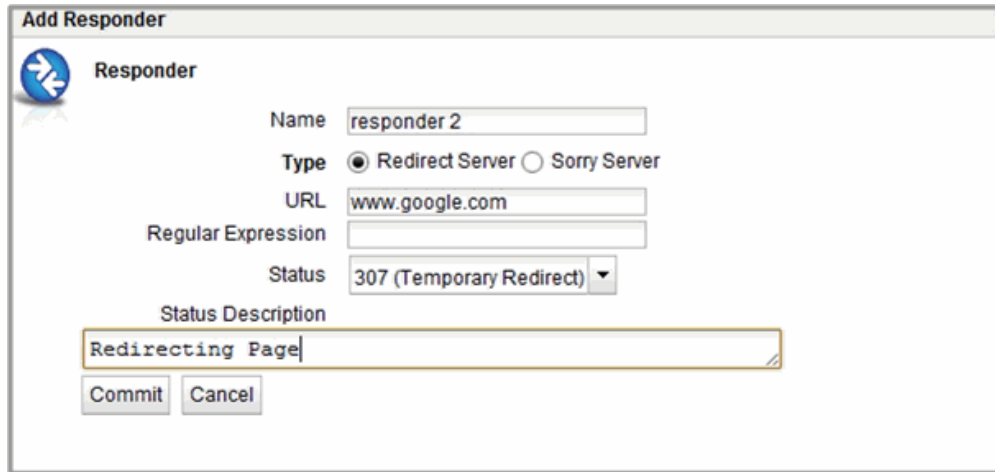 Add Responder
Responder
Name responder 2
Type Redirect Server Sorry Server
URL www.google.com
Regular Expression
Status 307 (Temporary Redirect)
Status Description
Redirecting Page
Commit Cancel